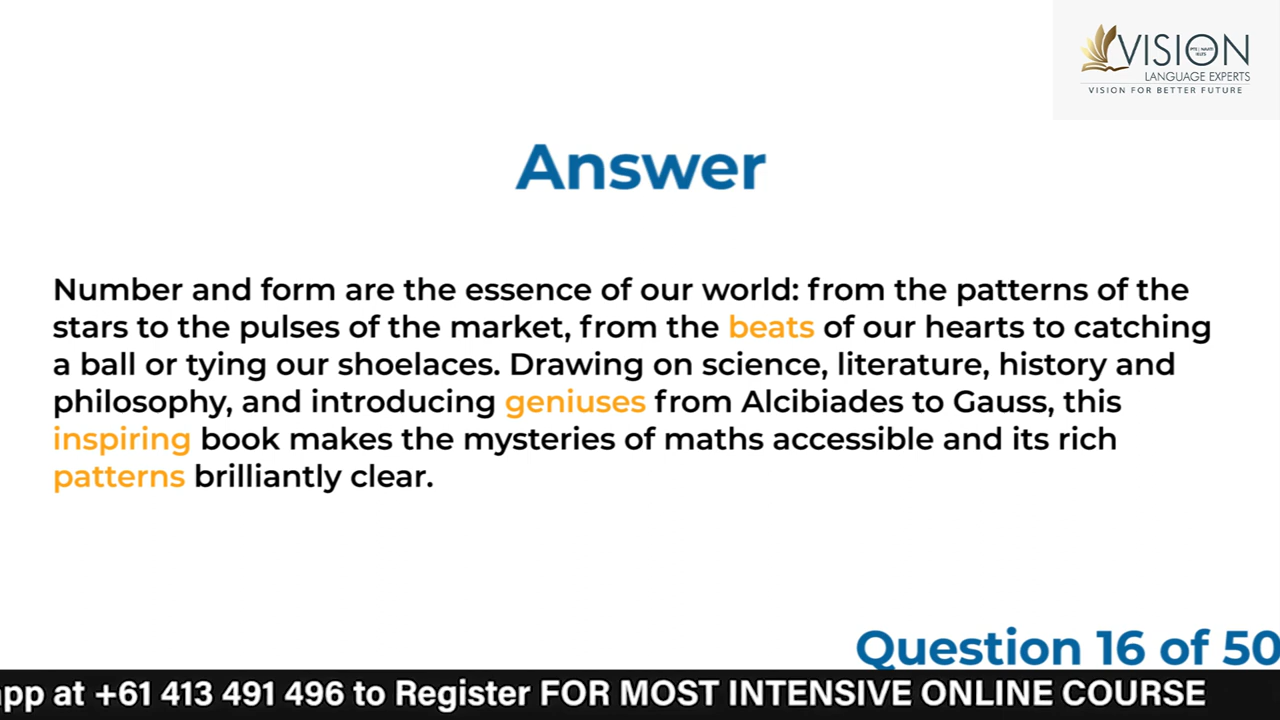 VISION
LANGUAGE EXPERTS
VISION FOR BETTER FUTURE
Answer
Number and form are the essence of our world: from the patterns of the
stars to the pulses of the market, from the beats of our hearts to catching
a ball or tying our shoelaces. Drawing on science, literature, history and
philosophy, and introducing geniuses from Alcibiades to Gauss, this
inspiring book makes the mysteries of maths accessible and its rich
patterns brilliantly clear.
Question 16 of 50
at +61 413 491 496 to Register FOR MOST INTENSIVE ONLINE COURSE